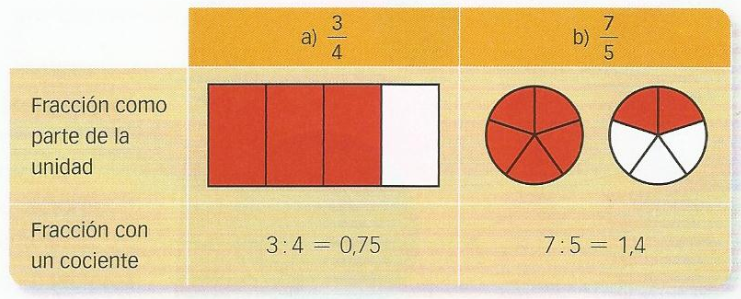 a) 3/4
b) 7/5
Fracción como
parte de la
unidad
Fracción con
un cociente
3 : 4 = 0,75
7 : 5 = 1,4